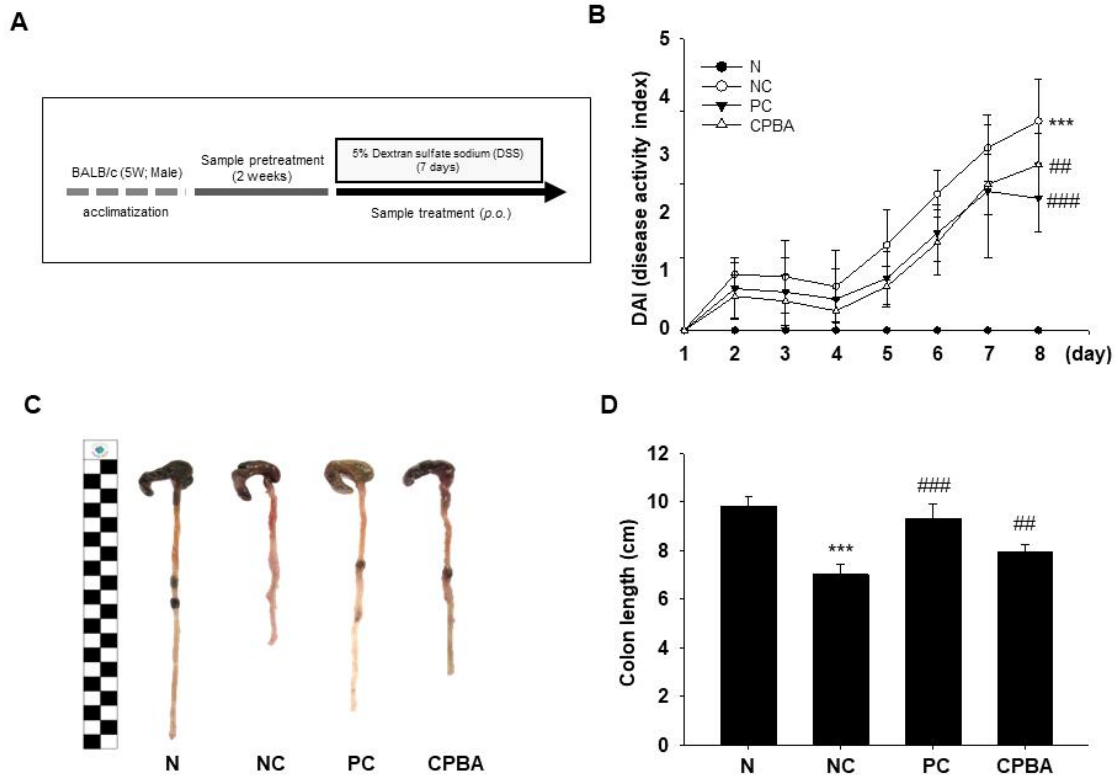 A
BALB/c (5W; Male)
acclimatization
Sample pretreatment
(2 weeks)
5% Dextran sulfate sodium (DSS)
(7 days)
Sample treatment (p.o.)
B
DAI (disease activity index)
5
4
3
2
1
0
N
NC
PC
CPBA
***
##
###
1 2 3 4 5 6 7 8 (day)
C
N NC PC CPBA
D
Colon length (cm)
12
10
8
6
4
2
0
***
###
##
N NC PC CPBA